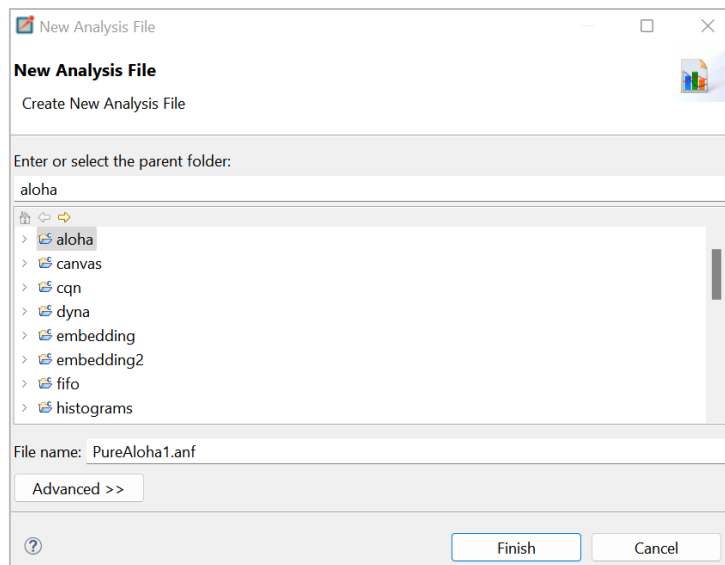 New Analysis File
New Analysis File
Create New Analysis File
Enter or select the parent folder:
aloha
aloha
canvas
cqn
dyna
embedding
embedding2
fifo
histograms
File name: PureAloha1.anf
Advanced >>
Finish Cancel